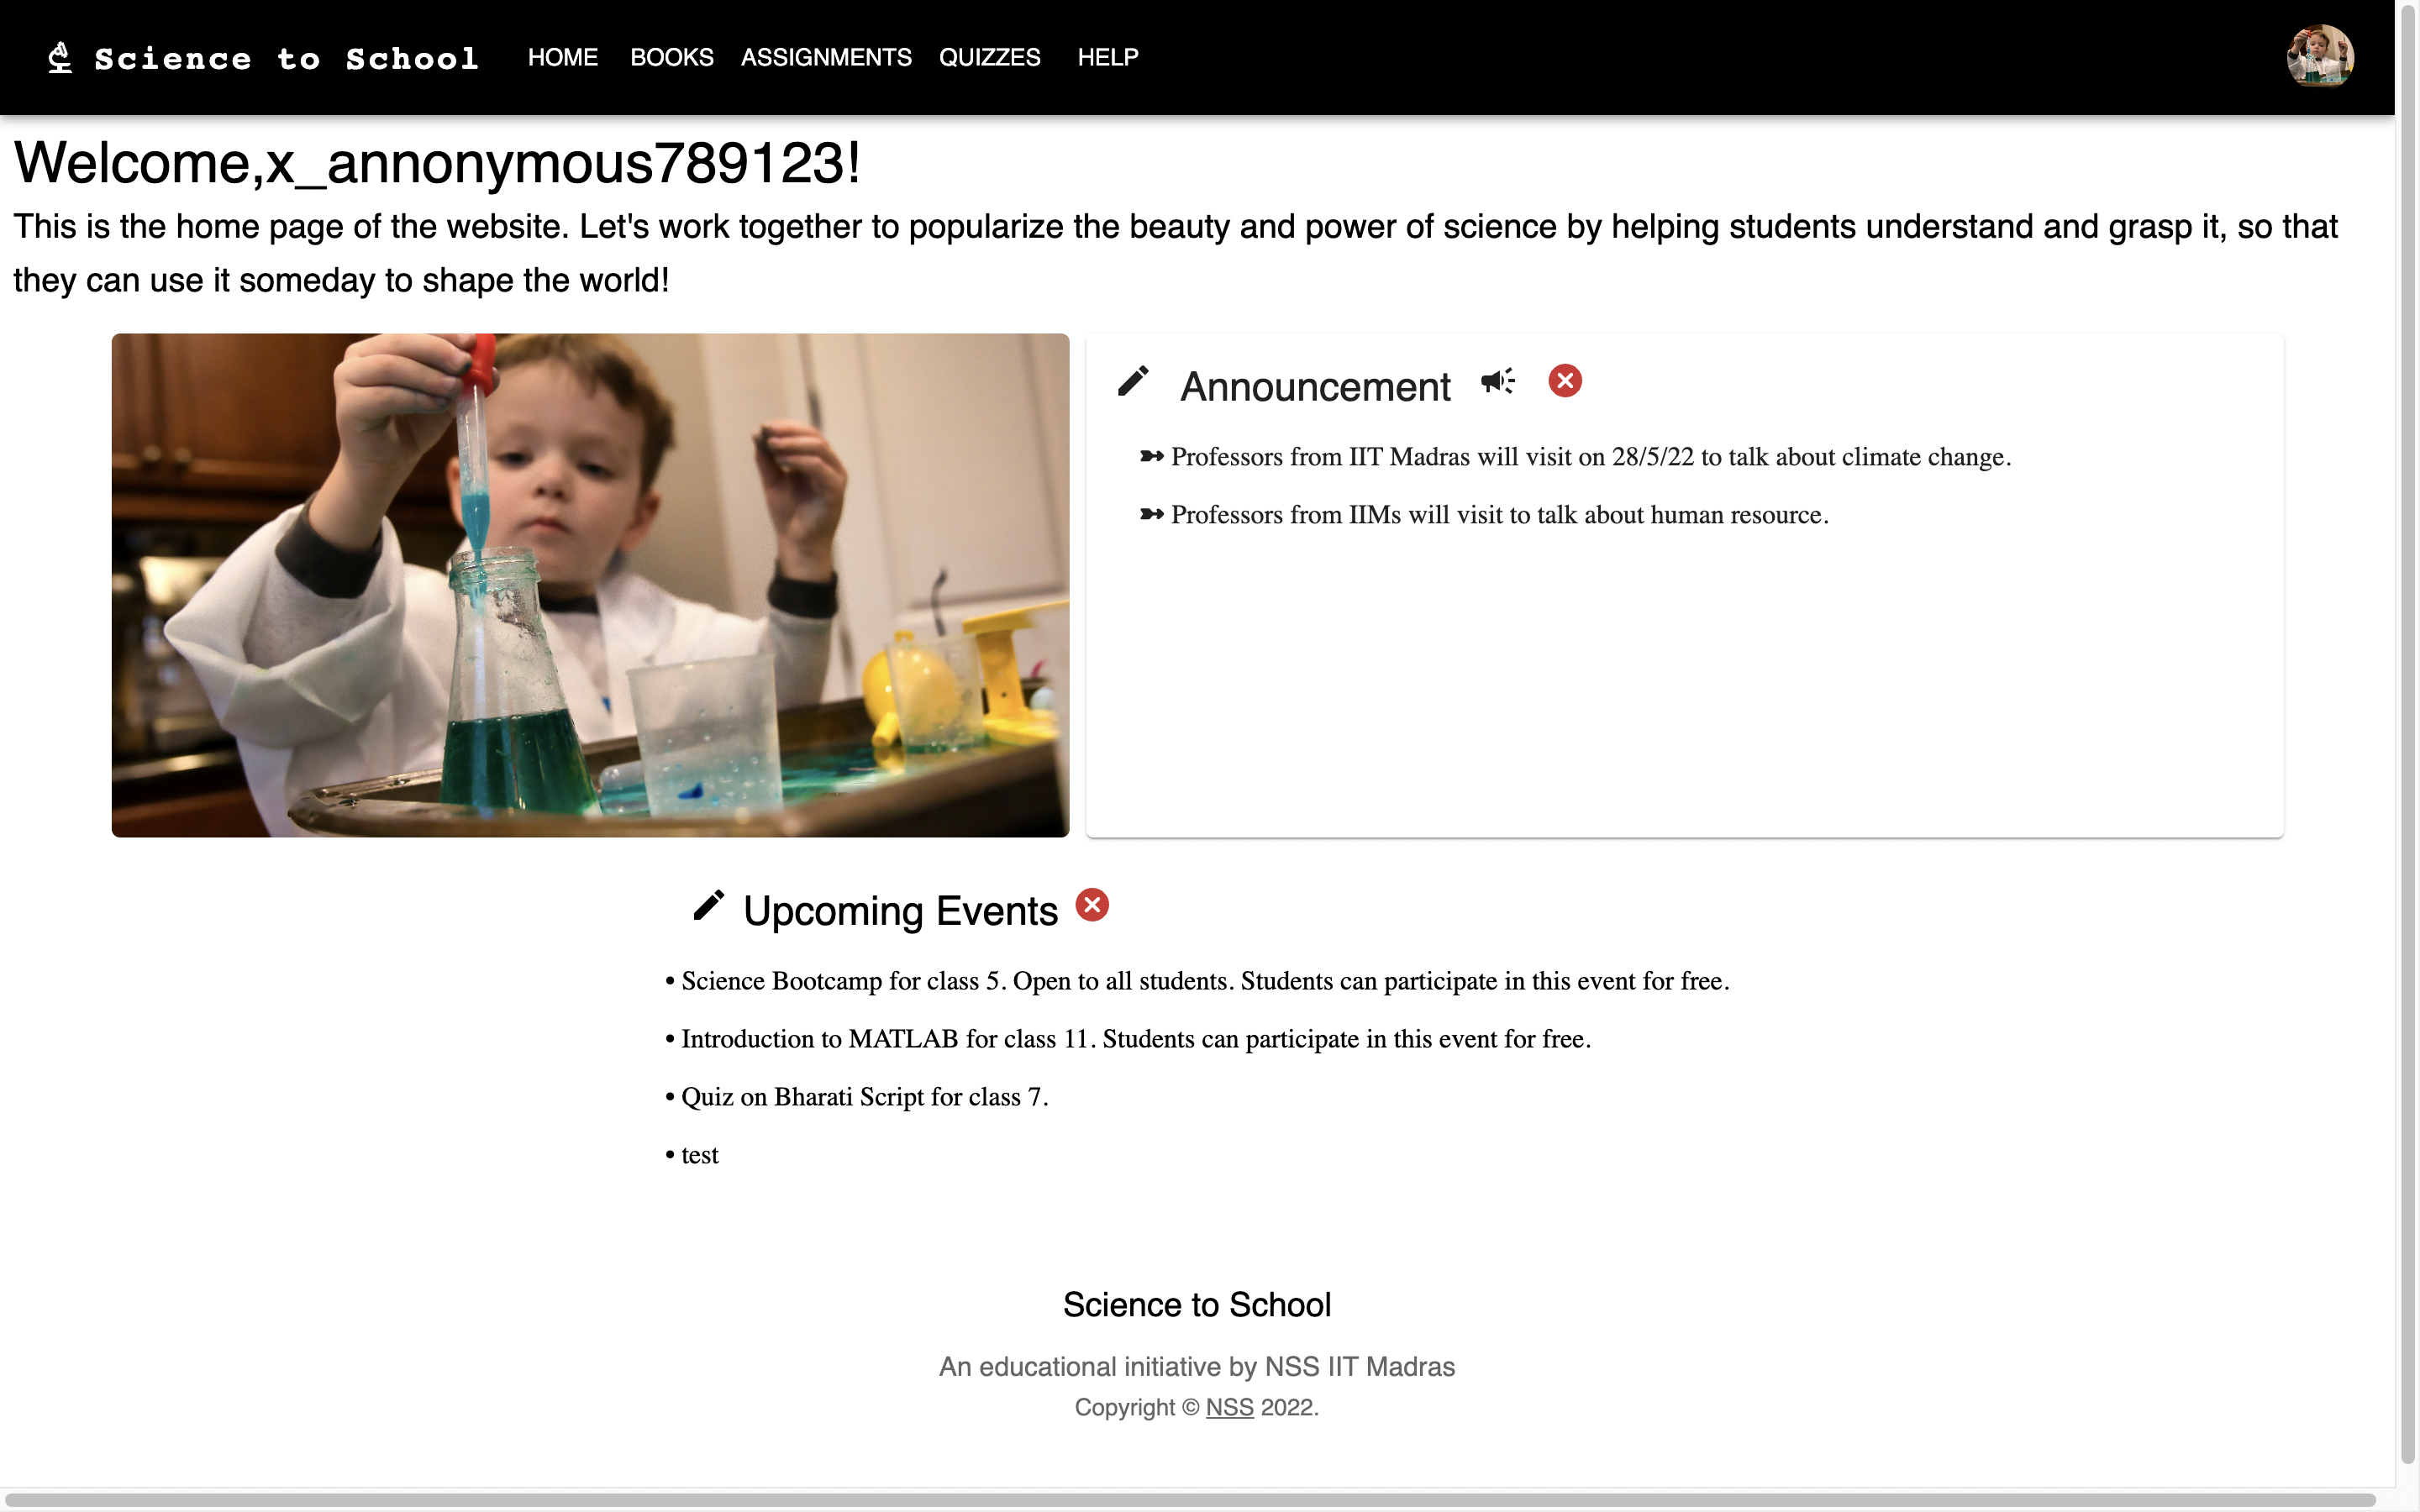 Science to School HOME BOOKS ASSIGNMENTS QUIZZES HELP
Welcome,x_annonymous789123!
This is the home page of the website. Let's work together to popularize the beauty and power of science by helping students understand and grasp it, so that
they can use it someday to shape the world!
Announcement
➳ Professors from IIT Madras will visit on 28/5/22 to talk about climate change.
➳ Professors from IIMs will visit to talk about human resource.
Upcoming Events
• Science Bootcamp for class 5. Open to all students. Students can participate in this event for free.
• Introduction to MATLAB for class 11. Students can participate in this event for free.
• Quiz on Bharati Script for class 7.
• test
Science to School
An educational initiative by NSS IIT Madras
Copyright © NSS 2022.